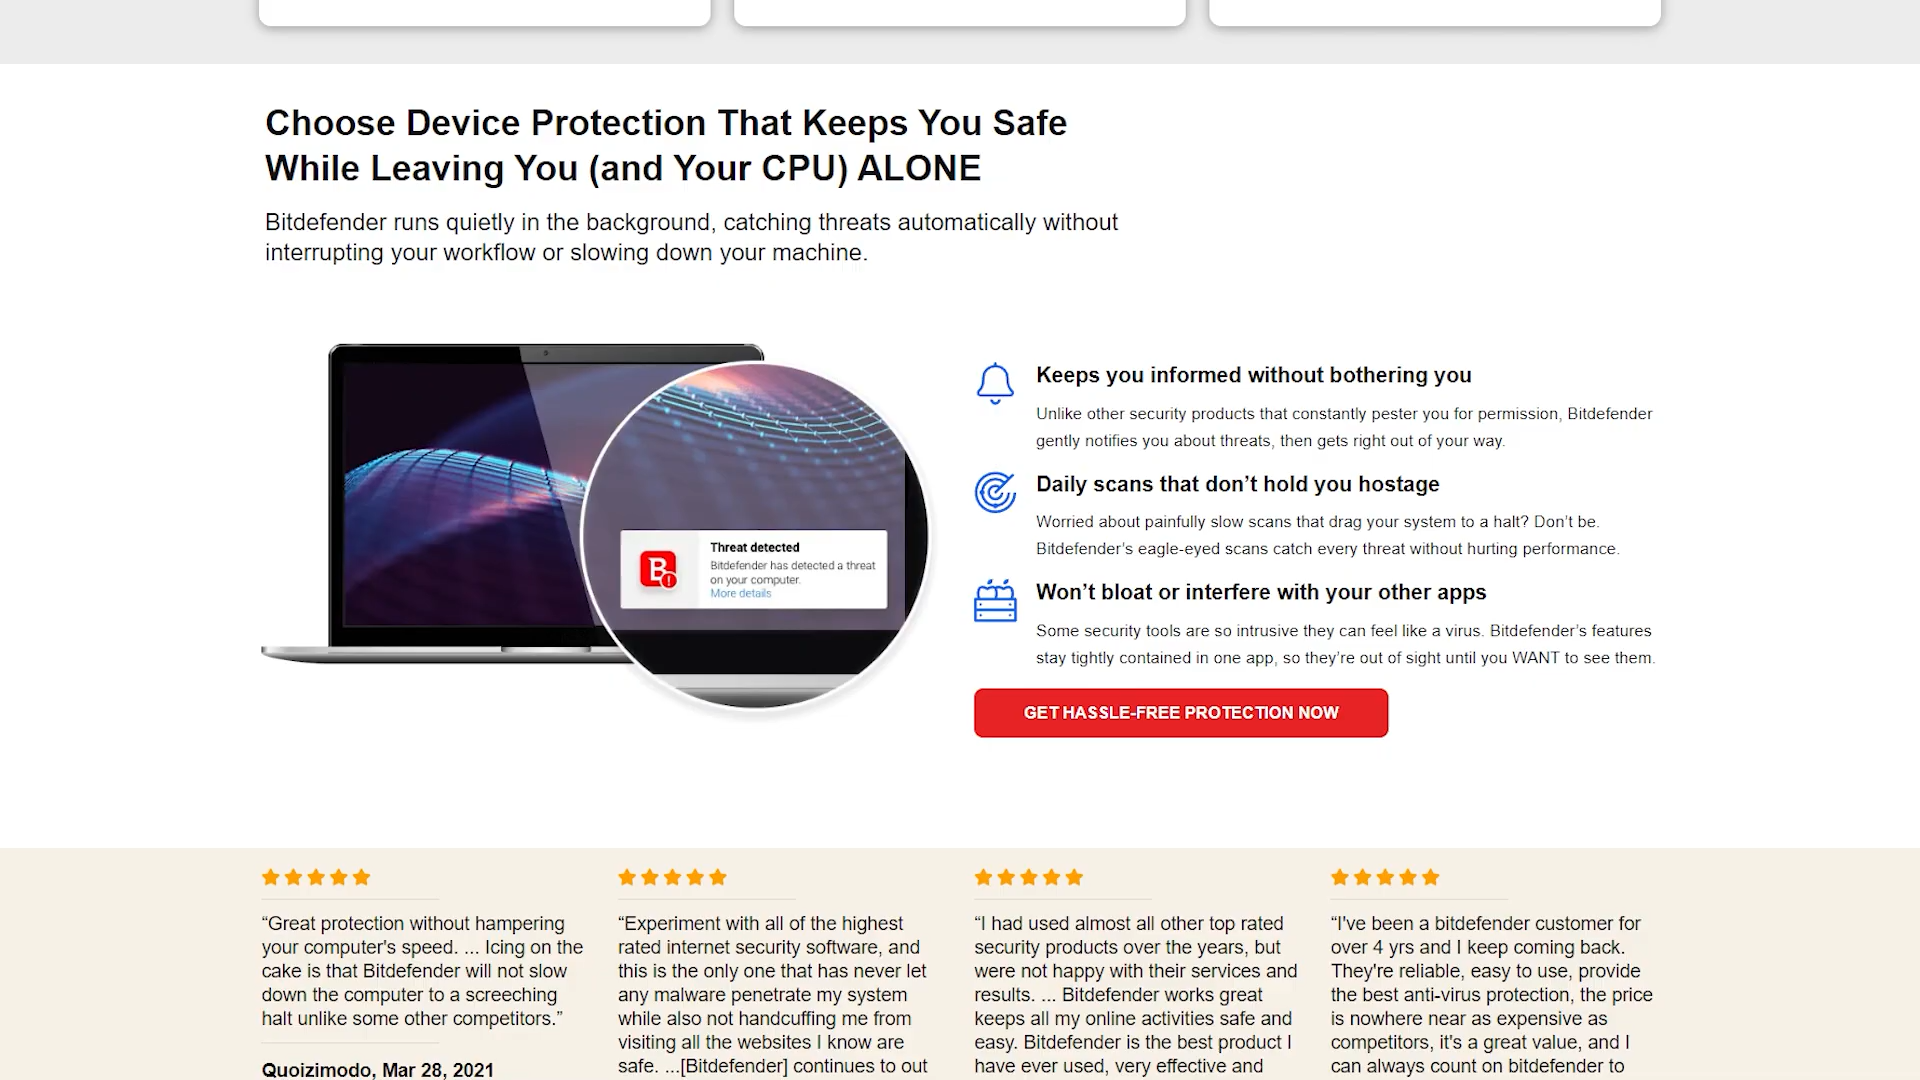 Choose Device Protection That Keeps You Safe
While Leaving You (and Your CPU) ALONE
Bitdefender runs quietly in the background, catching threats automatically without
interrupting your workflow or slowing down your machine.
B
Threat detected
Bitdefender has detected a threat
on your computer.
More details
Keeps you informed without bothering you
Unlike other security products that constantly pester you for permission, Bitdefender
gently notifies you about threats, then gets right out of your way.
Daily scans that don’t hold you hostage
Worried about painfully slow scans that drag your system to a halt? Don’t be.
Bitdefender’s eagle-eyed scans catch every threat without hurting performance.
Won’t bloat or interfere with your other apps
Some security tools are so intrusive they can feel like a virus. Bitdefender’s features
stay tightly contained in one app, so they’re out of sight until you WANT to see them.
GET HASSLE-FREE PROTECTION NOW
“Great protection without hampering
your computer's speed. ... Icing on the
cake is that Bitdefender will not slow
down the computer to a screeching
halt unlike some other competitors.”
Quoizimodo, Mar 28, 2021
“Experiment with all of the highest
rated internet security software, and
this is the only one that has never let
any malware penetrate my system
while also not handcuffing me from
visiting all the websites I know are
safe. ...[Bitdefender] continues to out
“I had used almost all other top rated
security products over the years, but
were not happy with their services and
results. ... Bitdefender works great
keeps all my online activities safe and
easy. Bitdefender is the best product I
have ever used, very effective and
“I've been a bitdefender customer for
over 4 yrs and I keep coming back.
They're reliable, easy to use, provide
the best anti-virus protection, the price
is nowhere near as expensive as
competitors, it's a great value, and I
can always count on bitdefender to